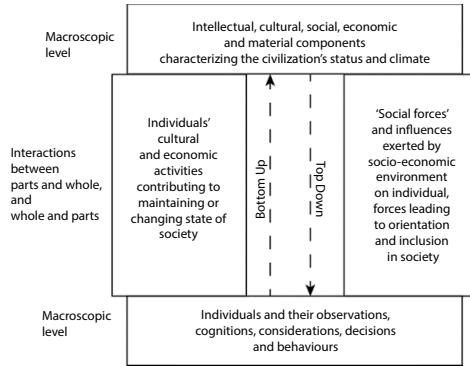 Macroscopic
level
Intellectual, cultural, social, economic
and material components
characterizing the civilization's status and climate
Interactions
between
parts and whole,
and
whole and parts
Individuals'
cultural
and economic
activities
contributing to
maintaining or
changing state of
society
Bottom Up
Top Down
‘Social forces’
and influences
exerted by
socio-economic
environment
on individual,
forces leading
to orientation
and inclusion
in society
Macroscopic
level
Individuals and their observations,
cognitions, considerations, decisions
and behaviours